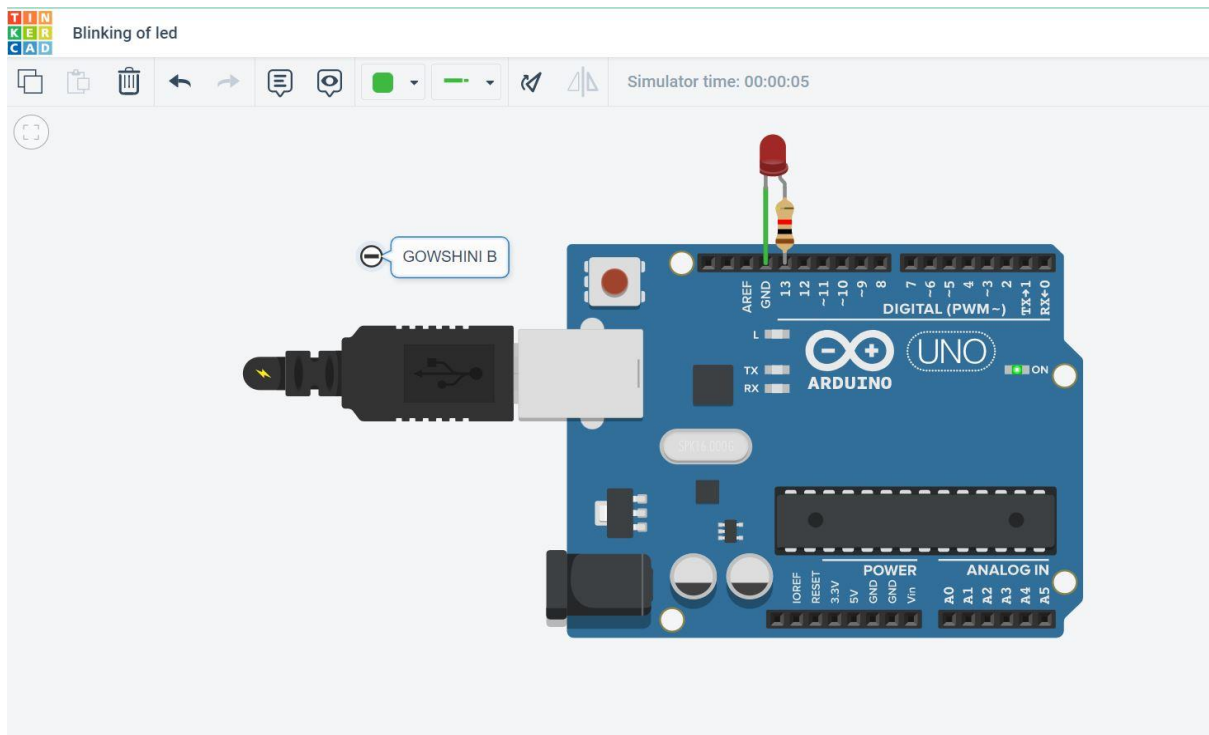 TIN
KER
CAD
Blinking of led
Simulator time: 00:00:05
GOWSHINI B
AREF
GND
13
12
~11
~10
~9
8
7
~6
~5
4
~3
2
TX→1
RX←0
DIGITAL (PWM~)
L
TX
RX
ARDUINO
UNO
ON
SPK16.000G
POWER
ANALOG IN
IOREF
RESET
3.3V
5V
GND
GND
Vin
A0
A1
A2
A3
A4
A5